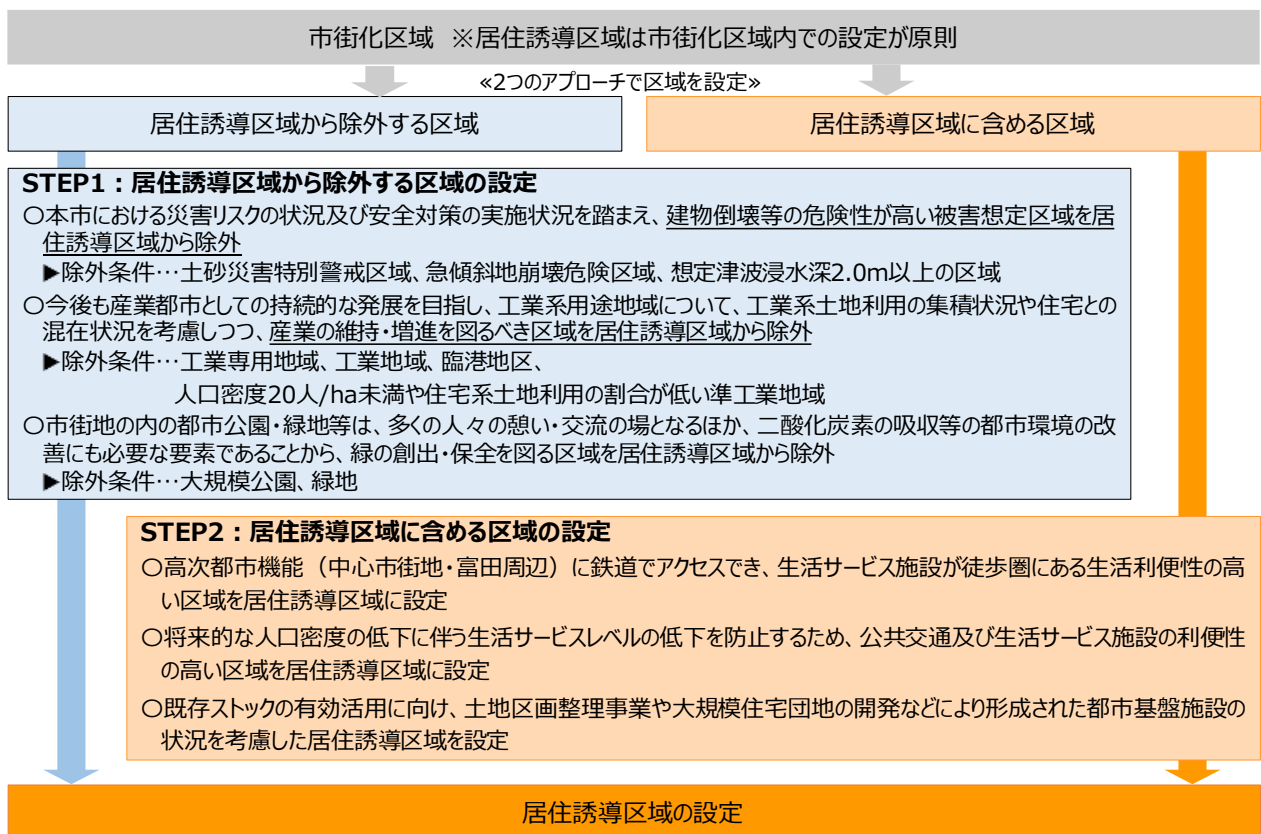 市街化区域 ※居住誘導区域は市街化区域内での設定が原則
≪2つのアプローチで区域を設定≫
居住誘導区域から除外する区域
居住誘導区域に含める区域
STEP1：居住誘導区域から除外する区域の設定
○本市における災害リスクの状況及び安全対策の実施状況を踏まえ、建物倒壊等の危険性が高い被害想定区域を居
住誘導区域から除外
▶除外条件…土砂災害特別警戒区域、急傾斜地崩壊危険区域、想定津波浸水深2.0m以上の区域
○今後も産業都市としての持続的な発展を目指し、工業系用途地域について、工業系土地利用の集積状況や住宅との
混在状況を考慮しつつ、産業の維持・増進を図るべき区域を居住誘導区域から除外
▶除外条件…工業専用地域、工業地域、臨港地区、
人口密度20人/ha未満や住宅系土地利用の割合が低い準工業地域
○市街地の内の都市公園・緑地等は、多くの人々の憩い・交流の場となるほか、二酸化炭素の吸収等の都市環境の改
善にも必要な要素であることから、緑の創出・保全を図る区域を居住誘導区域から除外
▶除外条件…大規模公園、緑地
STEP2：居住誘導区域に含める区域の設定
○高次都市機能（中心市街地・富田周辺）に鉄道でアクセスでき、生活サービス施設が徒歩圏にある生活利便性の高
い区域を居住誘導区域に設定
○将来的な人口密度の低下に伴う生活サービスレベルの低下を防止するため、公共交通及び生活サービス施設の利便性
の高い区域を居住誘導区域に設定
○既存ストックの有効活用に向け、土地区画整理事業や大規模住宅団地の開発などにより形成された都市基盤施設の
状況を考慮した居住誘導区域を設定
居住誘導区域の設定